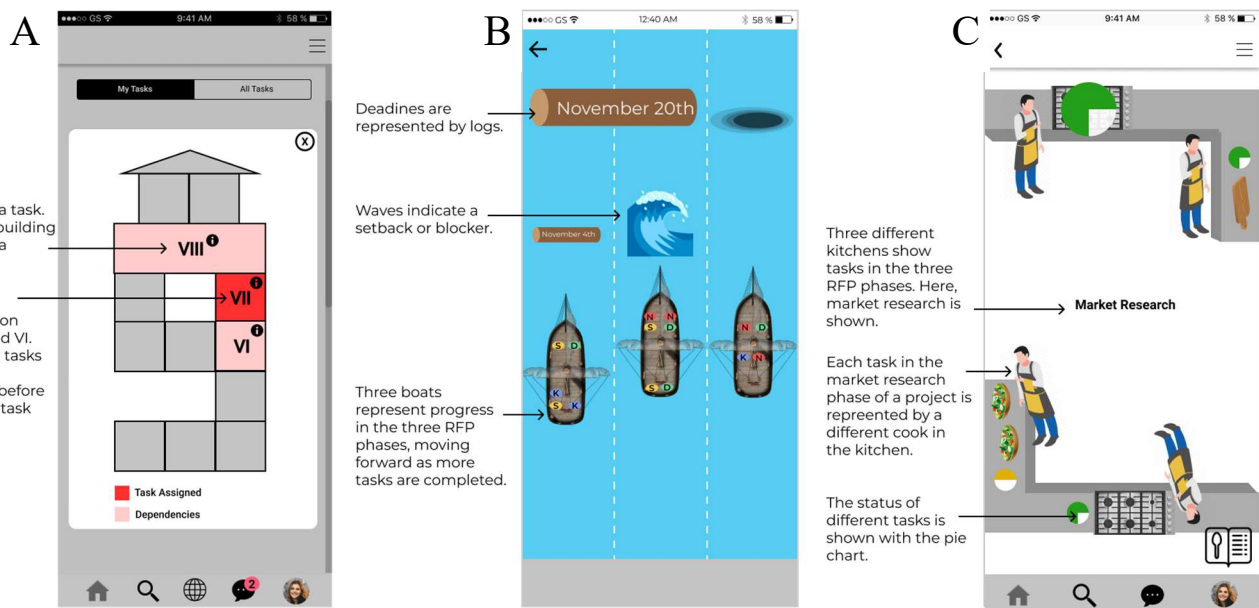 A
GS
9:41 AM
58 %
My Tasks
All Tasks
X
a task.
building
a
on
d VI.
tasks
before
task
VIII
i
VII
i
VI
i
Task Assigned
Dependencies
2
B
GS
12:40 AM
58 %
Deadines are
represented by logs.
November 20th
Waves indicate a
setback or blocker.
November 4th
N N
S D
S D
S D
K
S K
N D
K N
Three boats
represent progress
in the three RFP
phases, moving
forward as more
tasks are completed.
C
GS
9:41 AM
58 %
Three different
kitchens show
tasks in the three
RFP phases. Here,
market research is
shown.
Market Research
Each task in the
market research
phase of a project is
repreented by a
different cook in
the kitchen.
The status of
different tasks is
shown with the pie
chart.